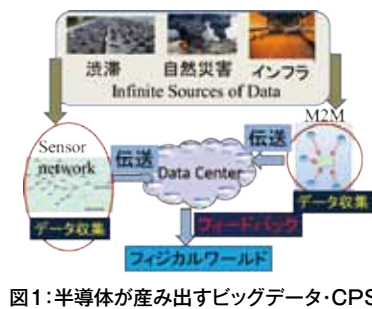 渋滞 自然災害 インフラ
Infinite Sources of Data
M2M
Sensor
network
伝送
Data Center
伝送
データ収集
データ収集
フィードバック
フィジカルワールド
図1:半導体が産み出すビッグデータ・CPS